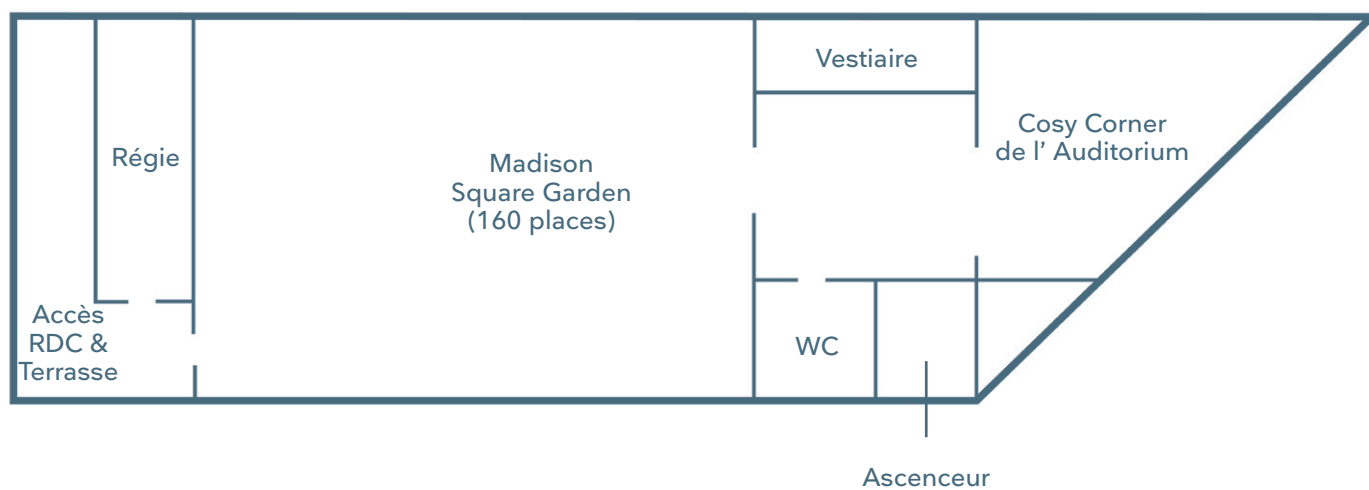 Vestiaire
Cosy Corner
de l' Auditorium
Régie
Madison
Square Garden
(160 places)
Accès
RDC &
Terrasse
WC
Ascenceur